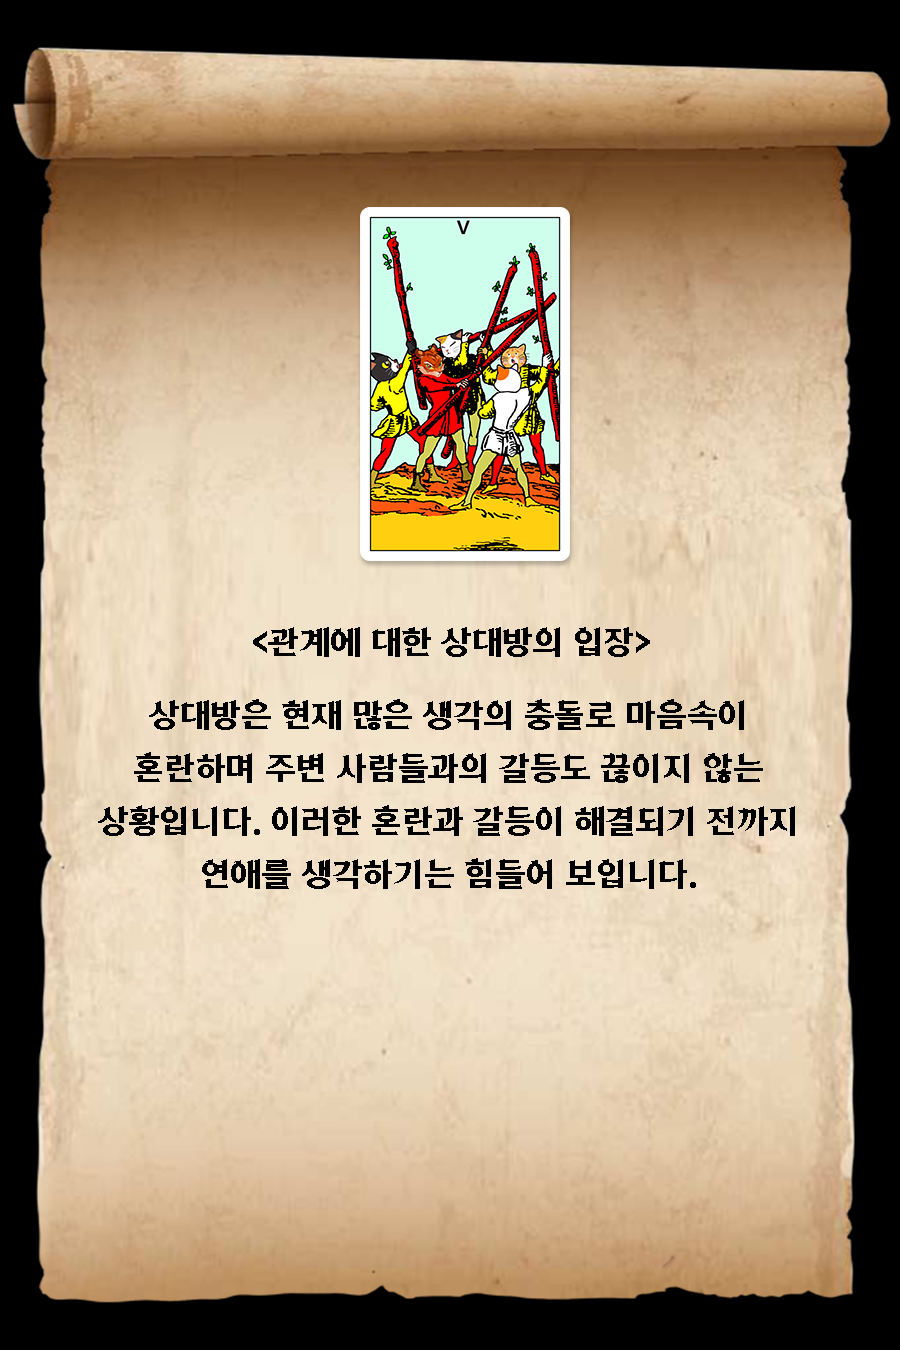 V
<관계에 대한 상대방의 입장>
상대방은 현재 많은 생각의 충돌로 마음속이
혼란하며 주변 사람들과의 갈등도 끊이지 않는
상황입니다. 이러한 혼란과 갈등이 해결되기 전까지
연애를 생각하기는 힘들어 보입니다.